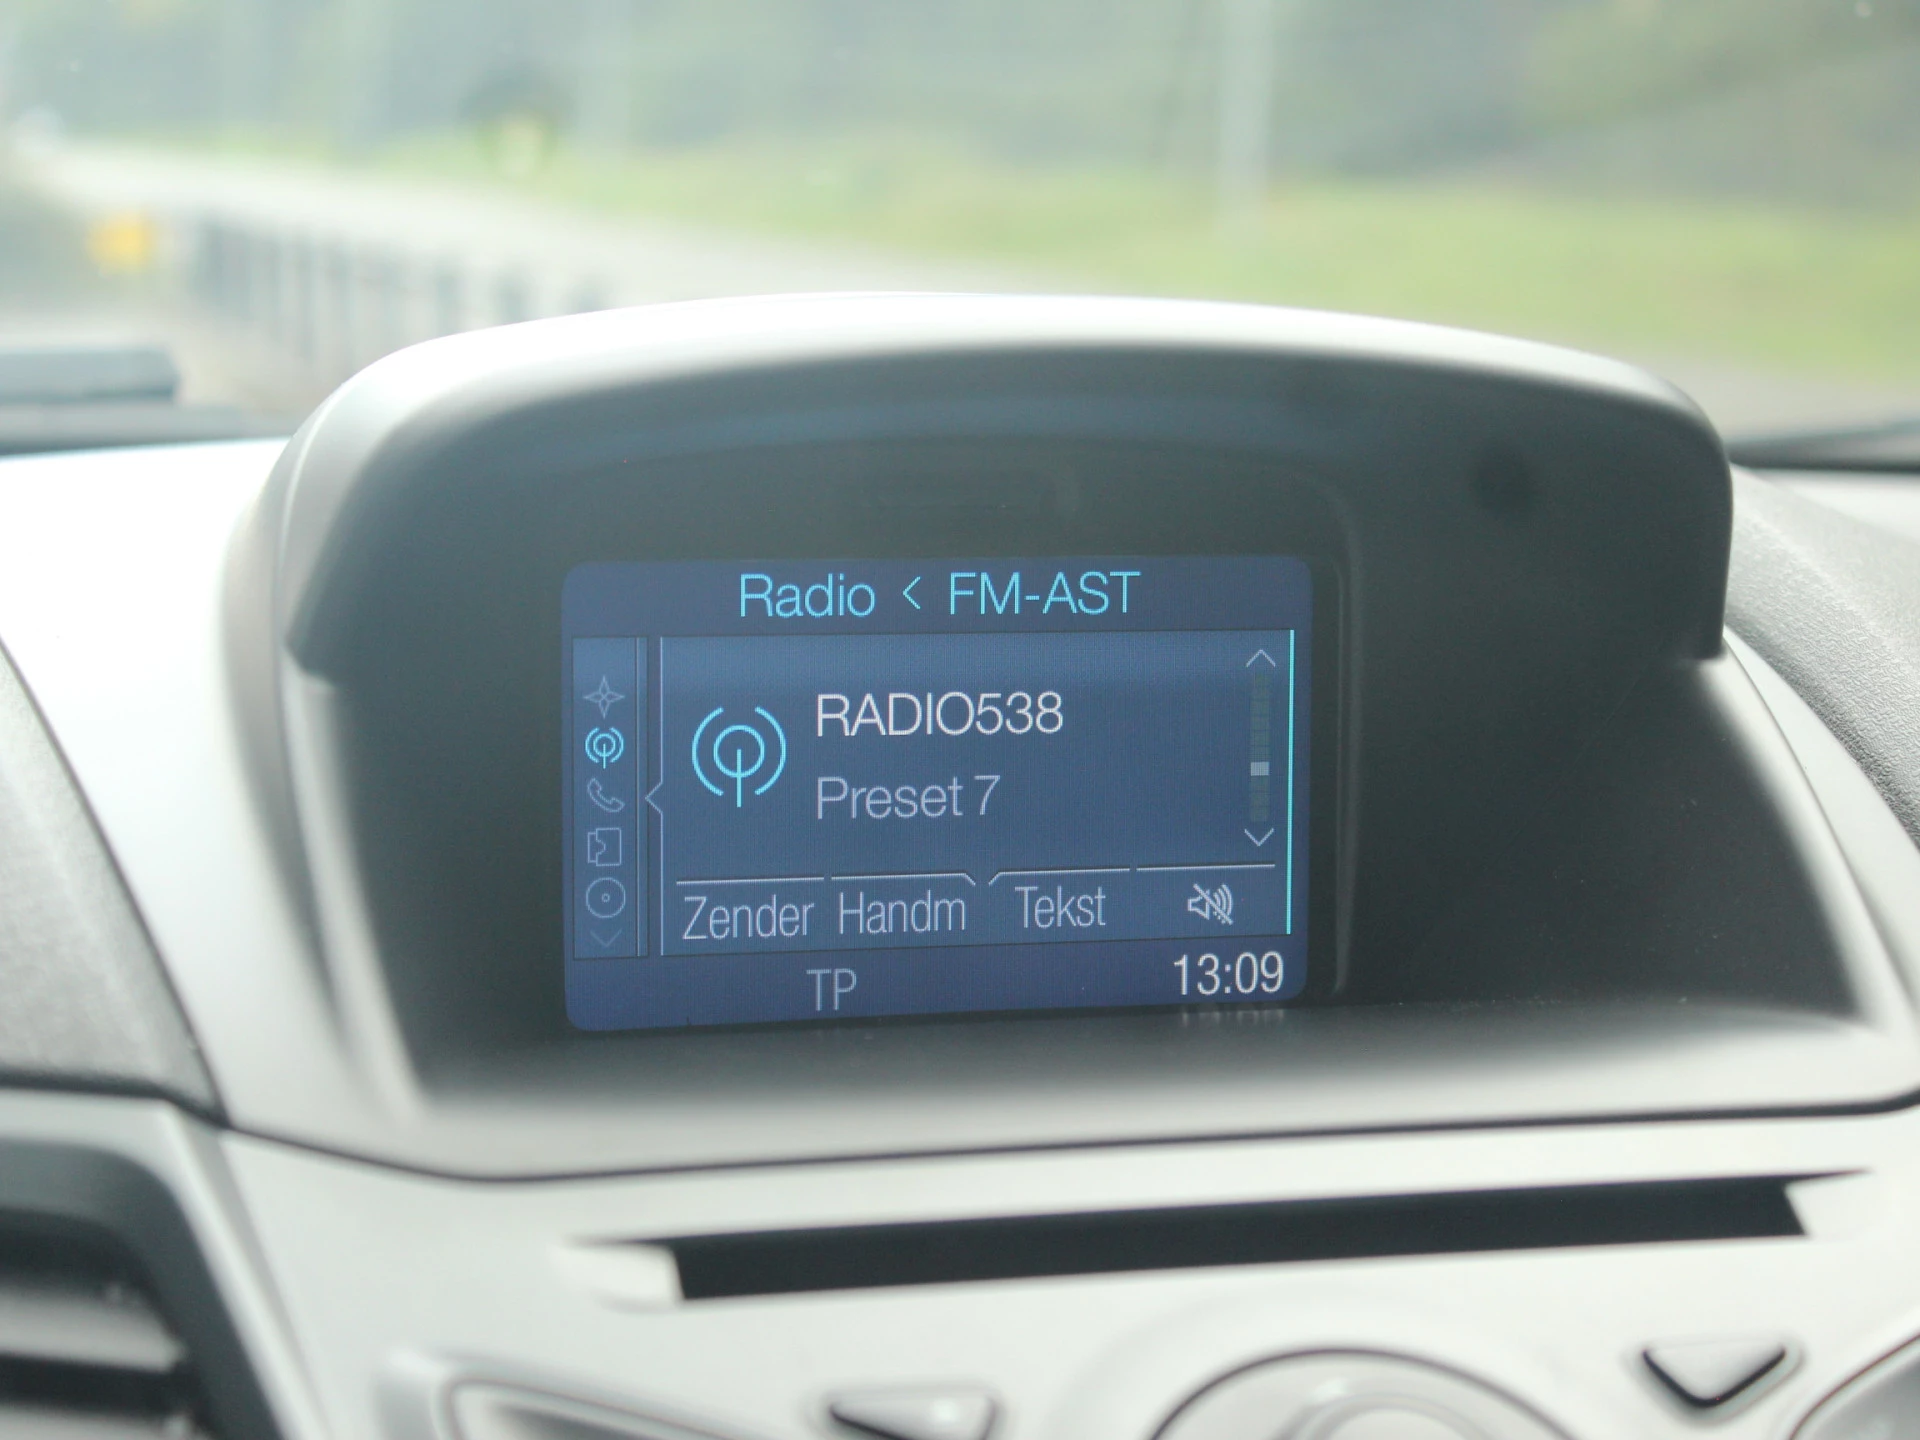 Radio < FM-AST
RADIO538
Preset 7
Zender Handm Tekst
TP 13:09